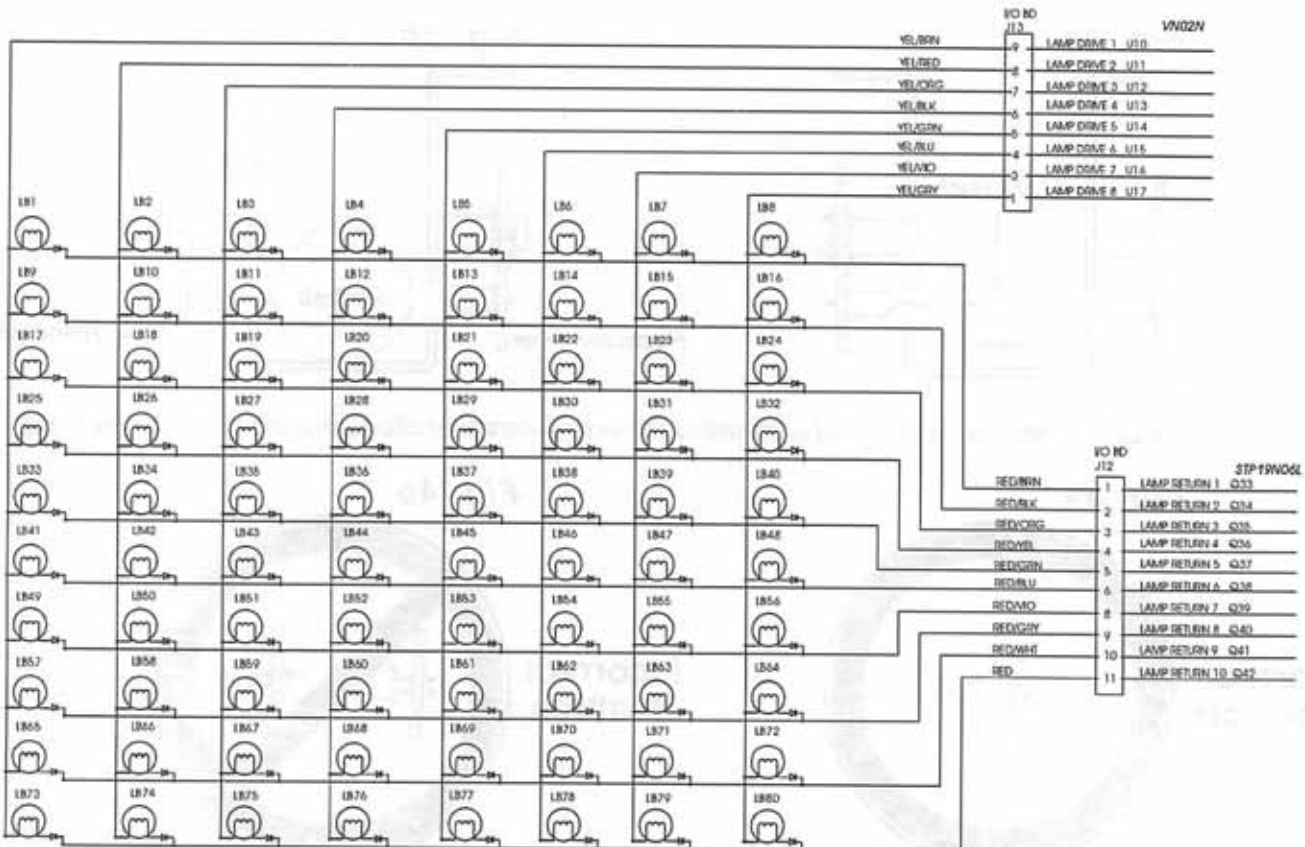 I/O BD
J13
VN02N
YEL/BRN 9 LAMP DRIVE 1 U10
YEL/RED 8 LAMP DRIVE 2 U11
YEL/ORG 7 LAMP DRIVE 3 U12
YEL/BLK 6 LAMP DRIVE 4 U13
YEL/GRN 5 LAMP DRIVE 5 U14
YEL/BLU 4 LAMP DRIVE 6 U15
YEL/VIO 3 LAMP DRIVE 7 U16
YEL/GRY 1 LAMP DRIVE 8 U17
LB1 LB2 LB3 LB4 LB5 LB6 LB7 LB8
LB9 LB10 LB11 LB12 LB13 LB14 LB15 LB16
LB17 LB18 LB19 LB20 LB21 LB22 LB23 LB24
LB25 LB26 LB27 LB28 LB29 LB30 LB31 LB32
LB33 LB34 LB35 LB36 LB37 LB38 LB39 LB40
LB41 LB42 LB43 LB44 LB45 LB46 LB47 LB48
LB49 LB50 LB51 LB52 LB53 LB54 LB55 LB56
LB57 LB58 LB59 LB60 LB61 LB62 LB63 LB64
LB65 LB66 LB67 LB68 LB69 LB70 LB71 LB72
LB73 LB74 LB75 LB76 LB77 LB78 LB79 LB80
I/O BD
J12
STP19N06L
RED/BRN 1 LAMP RETURN 1 Q33
RED/BLK 2 LAMP RETURN 2 Q34
RED/ORG 3 LAMP RETURN 3 Q35
RED/YEL 4 LAMP RETURN 4 Q36
RED/GRN 5 LAMP RETURN 5 Q37
RED/BLU 6 LAMP RETURN 6 Q38
RED/VIO 8 LAMP RETURN 7 Q39
RED/GRY 9 LAMP RETURN 8 Q40
RED/WHT 10 LAMP RETURN 9 Q41
RED 11 LAMP RETURN 10 Q42